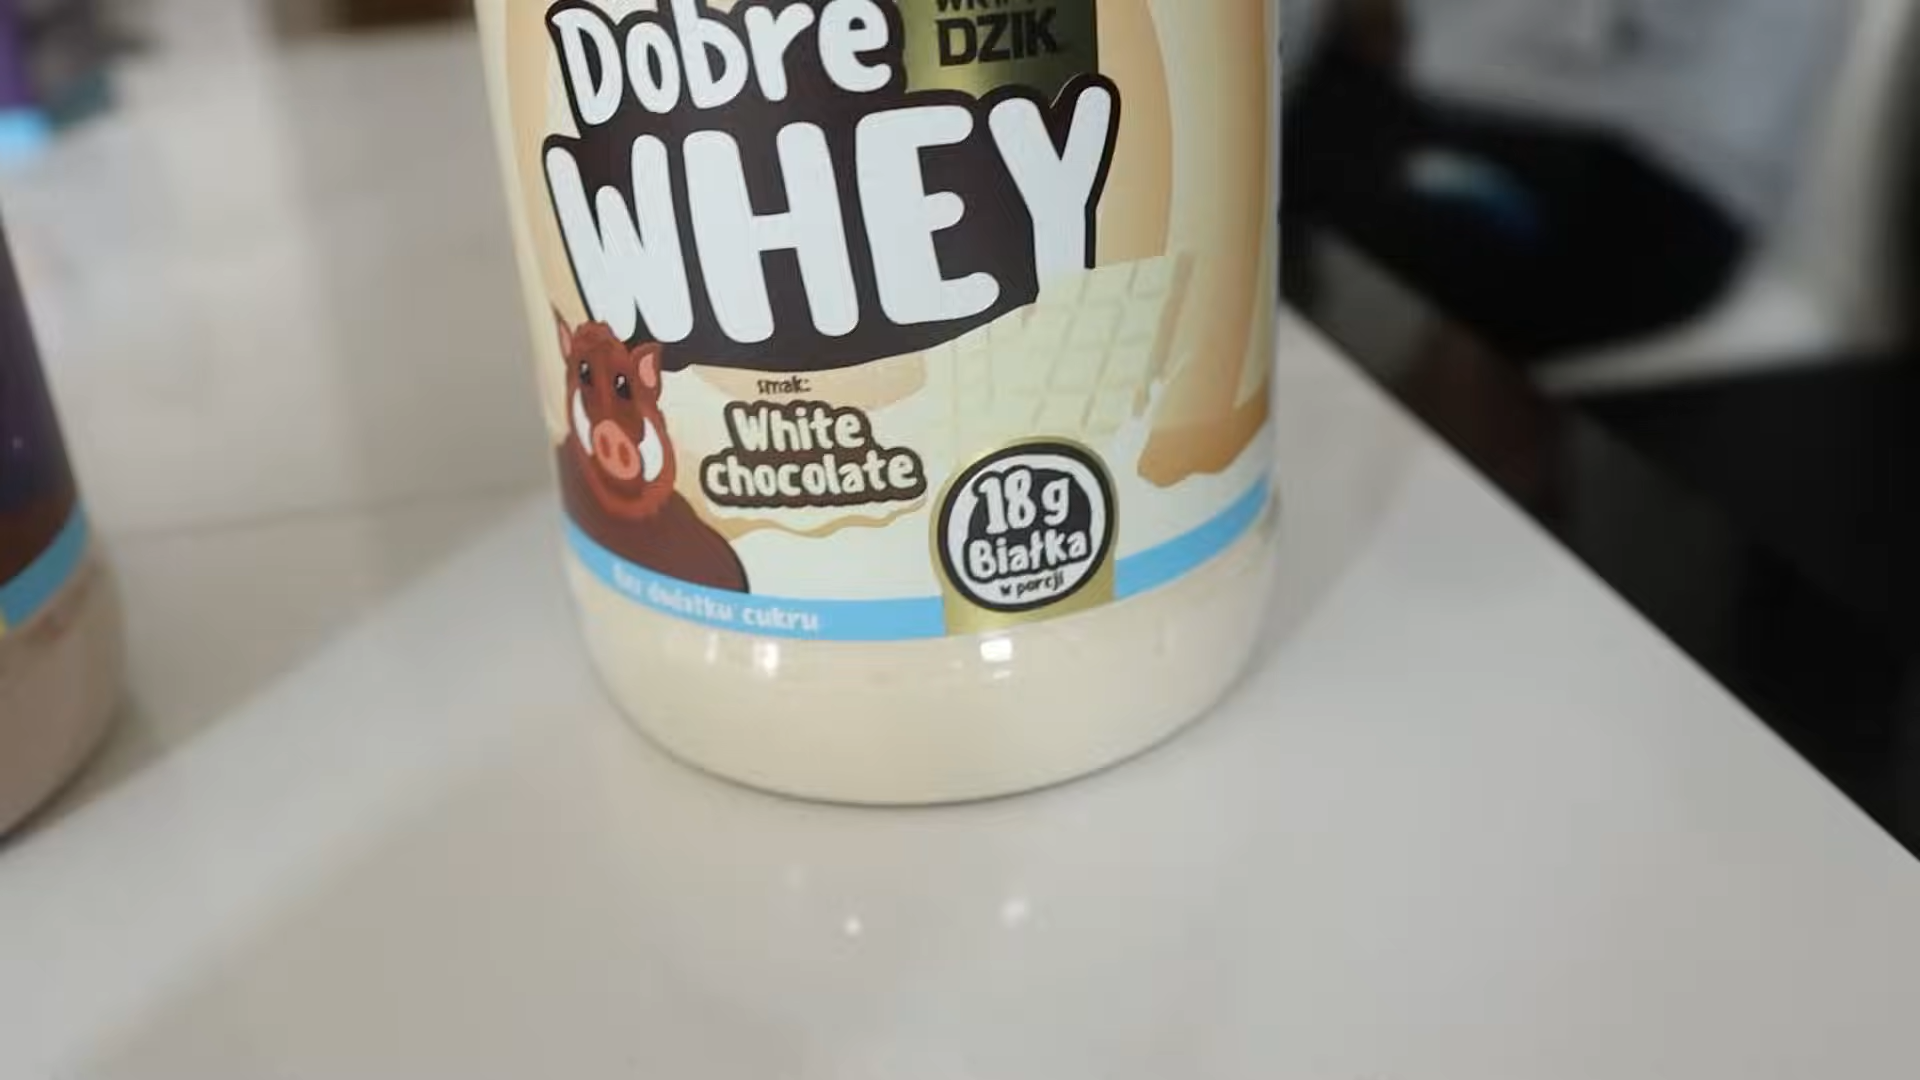 Dobre
DZIK
WHEY
smak:
White
chocolate
18g
Białka
w porcji
bez dodatku cukru